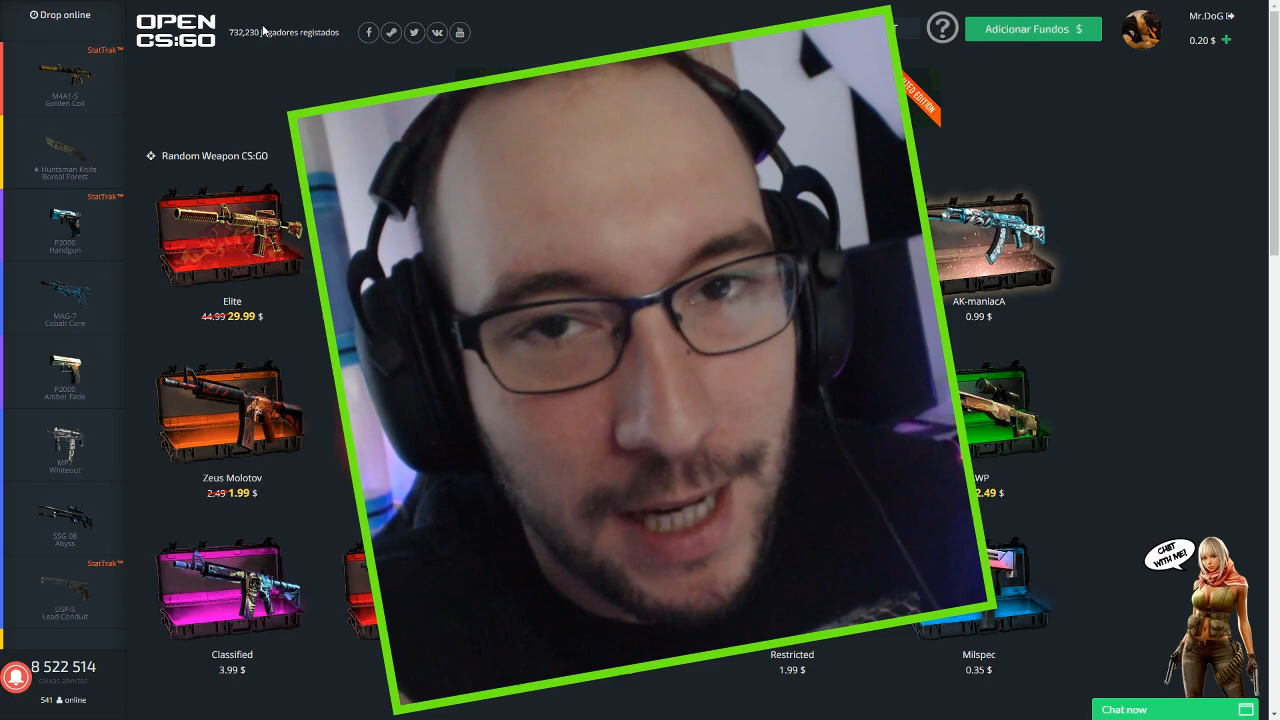 Drop online
OPEN
CS:GO
732,230 jogadores registados
Adicionar Fundos $
Mr.DoG
0.20 $
StatTrak™
M4A1-S
Golden Coil
★ Huntsman Knife
Boreal Forest
StatTrak™
P2000
Handgun
MAG-7
Cobalt Core
P2000
Amber Fade
MP7
Whiteout
SSG 08
Abyss
StatTrak™
USP-S
Lead Conduit
8 522 514
caixas abertas
541 online
Random Weapon CS:GO
EDITION
Elite
44.99 29.99 $
AK-maniacA
0.99 $
Zeus Molotov
2.49 1.99 $
WP
2.49 $
Classified
3.99 $
Restricted
1.99 $
Milspec
0.35 $
CHAT
WITH ME!
Chat now